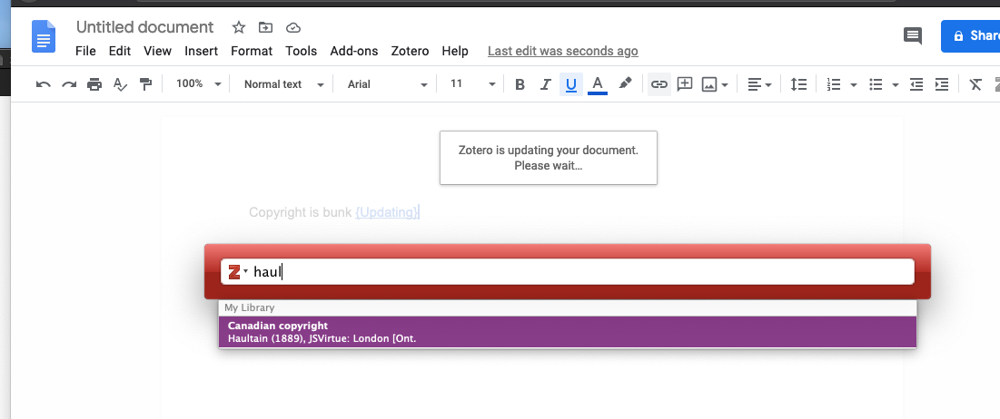 Untitled document
File Edit View Insert Format Tools Add-ons Zotero Help Last edit was seconds ago
Share
100% Normal text Arial 11 B I U A
Zotero is updating your document.
Please wait...
Copyright is bunk {Updating}
Z haul
My Library
Canadian copyright
Haultain (1889), JSVirtue: London [Ont.